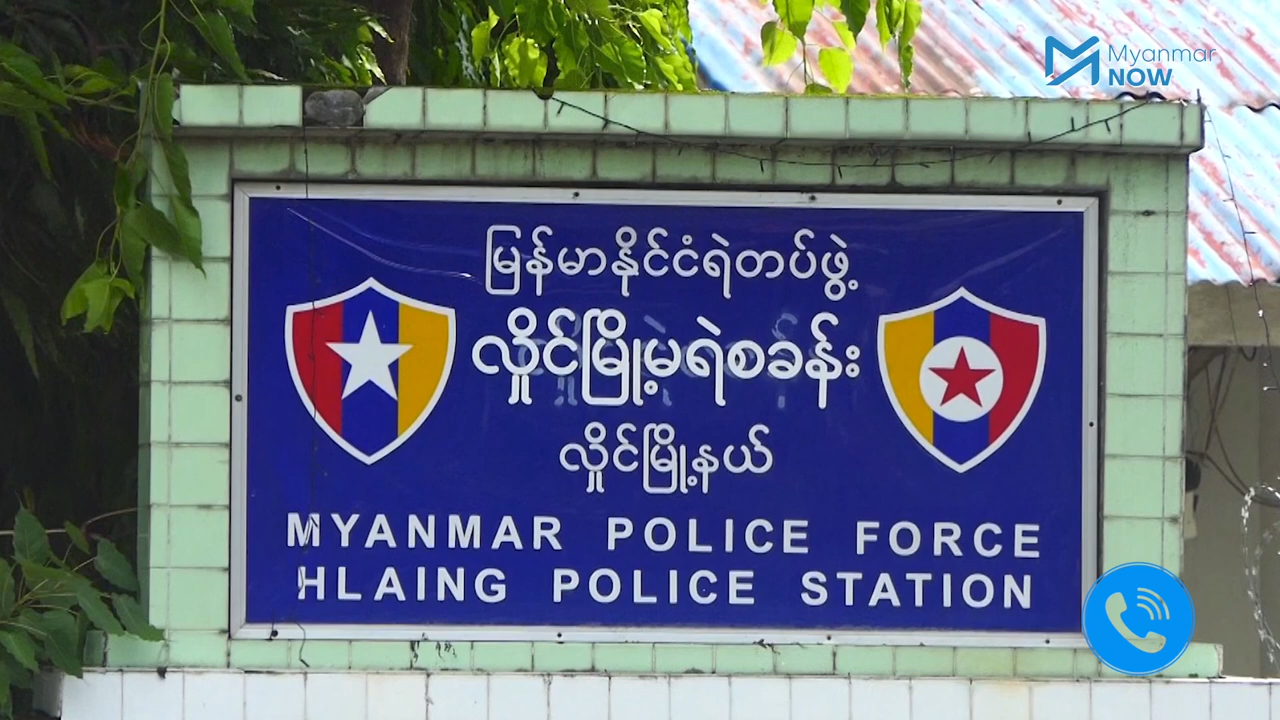 Myanmar
NOW
မြန်မာနိုင်ငံရဲတပ်ဖွဲ့
လှိုင်မြို့မရဲစခန်း
လှိုင်မြို့နယ်
MYANMAR POLICE FORCE
HLAING POLICE STATION